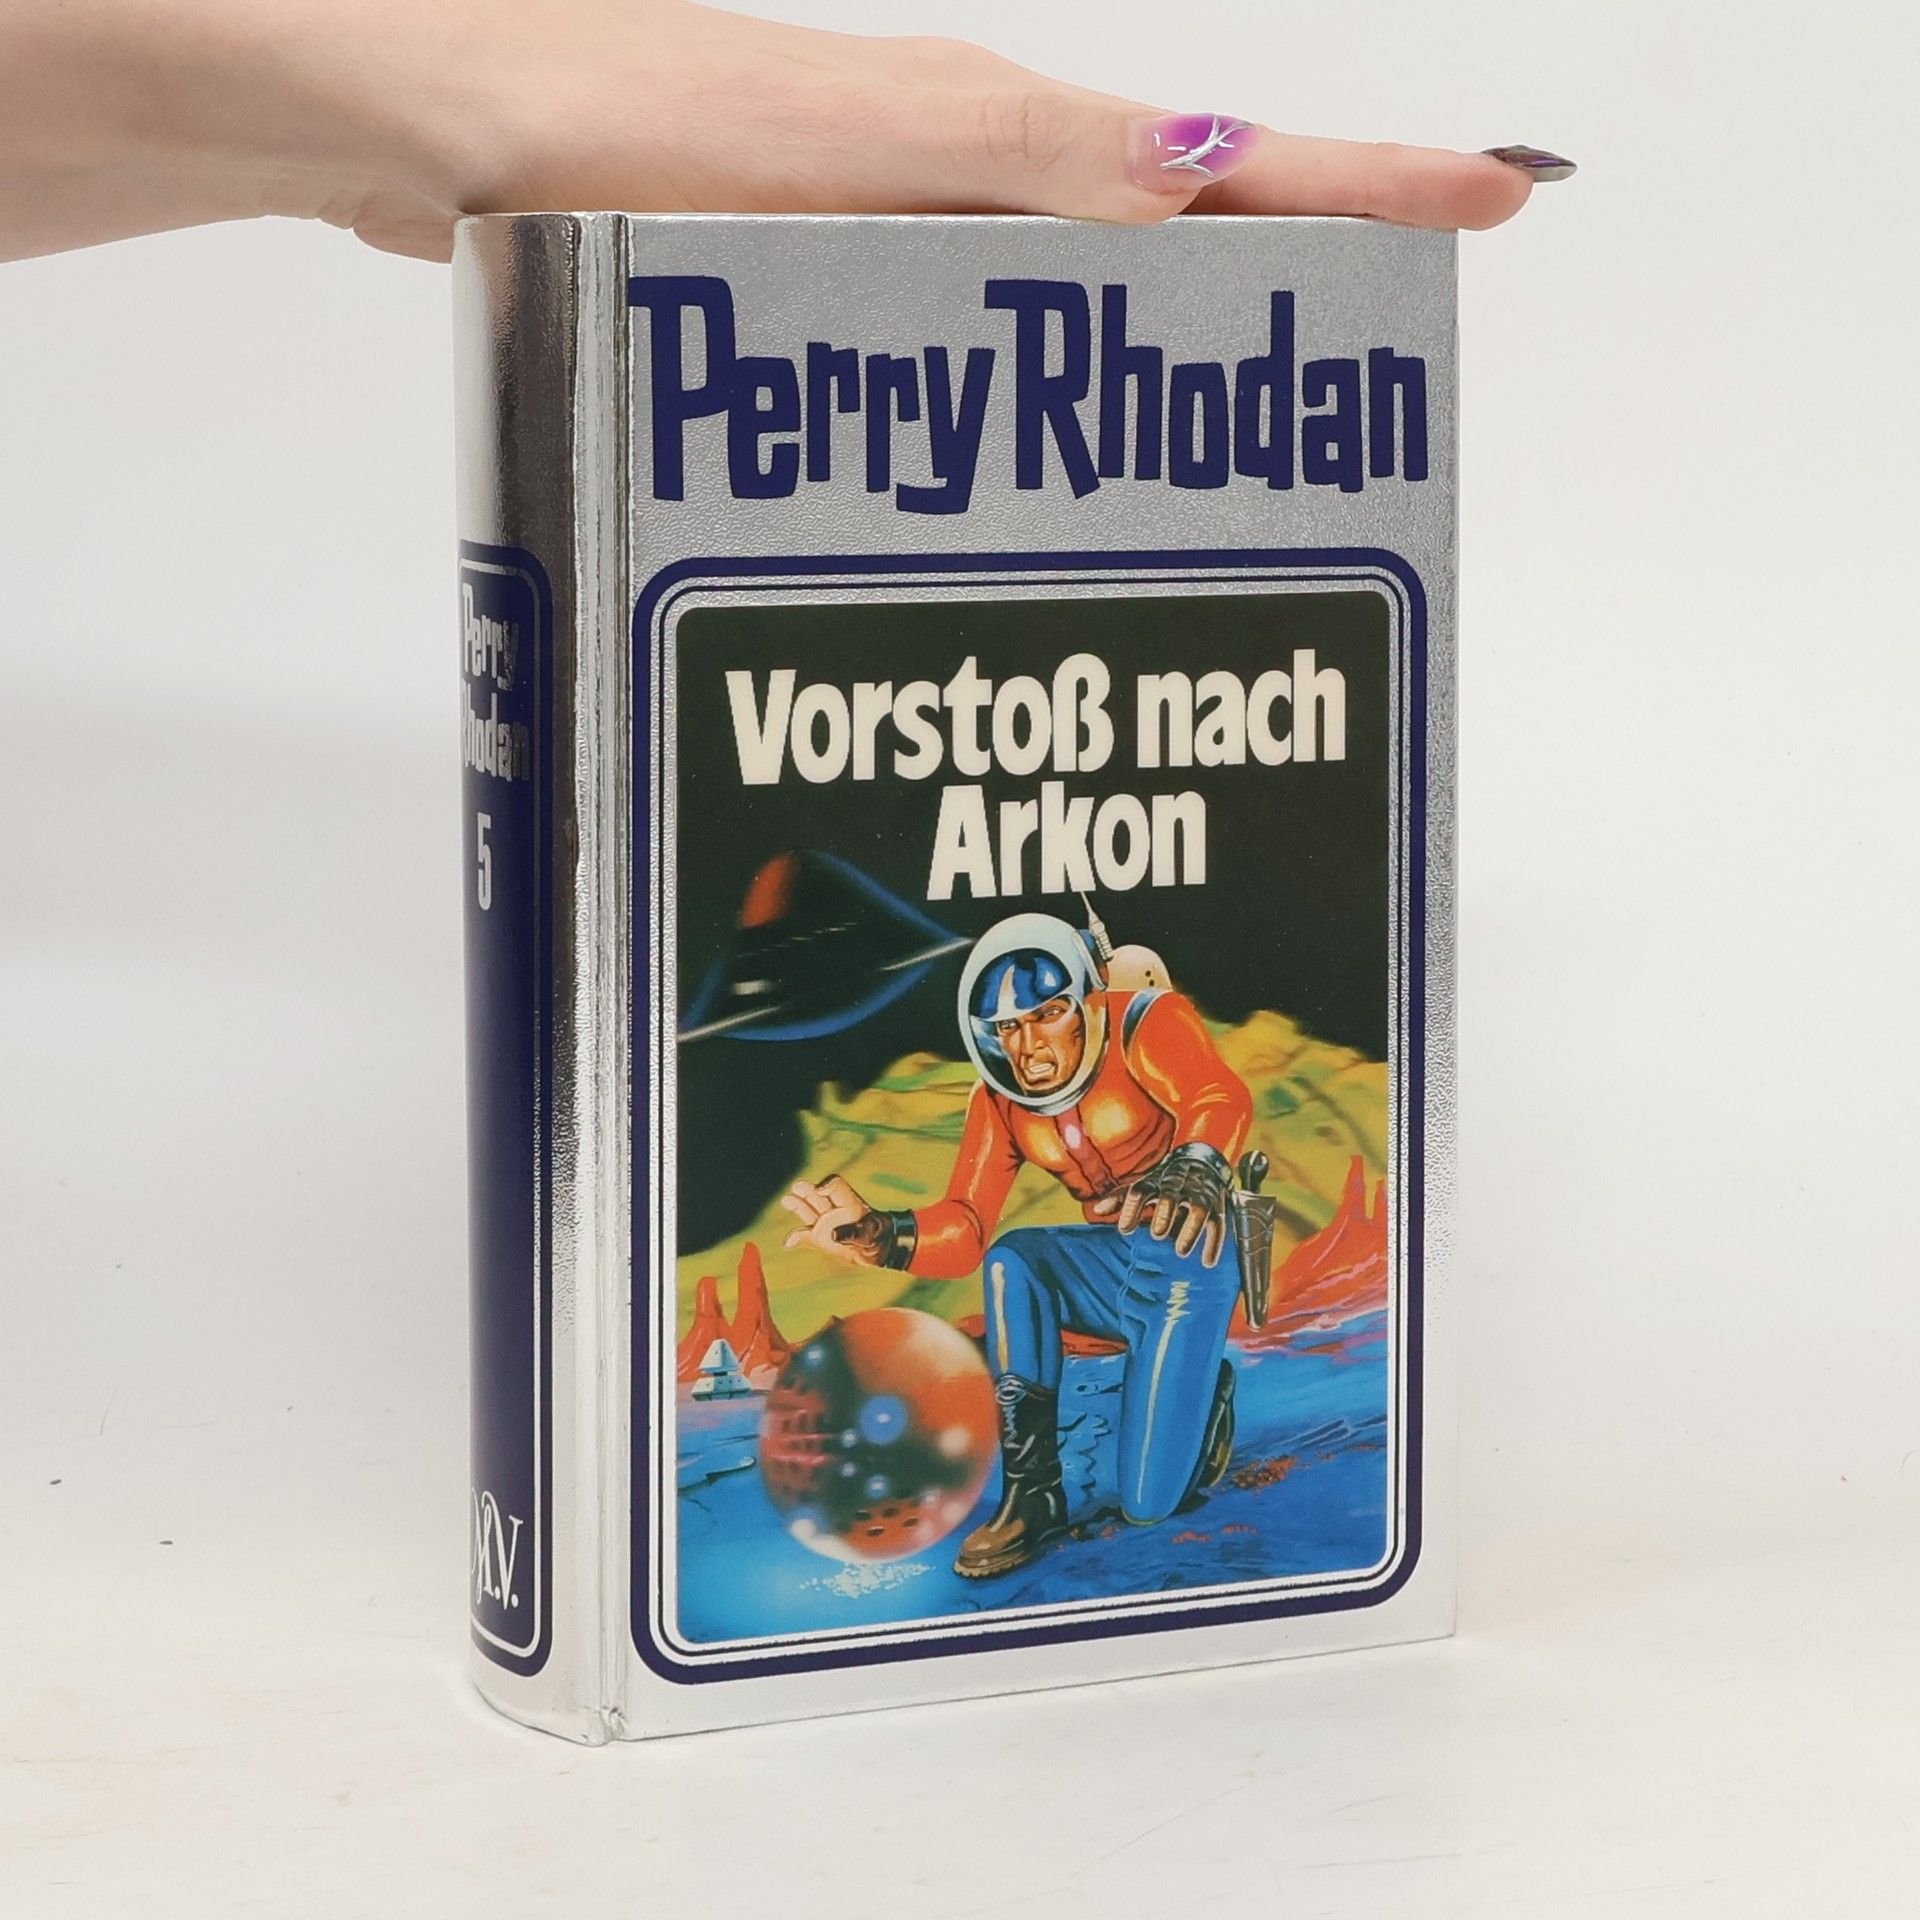 Perry Rhodan
Vorstoß nach
Arkon
Perry
Rhodan
5